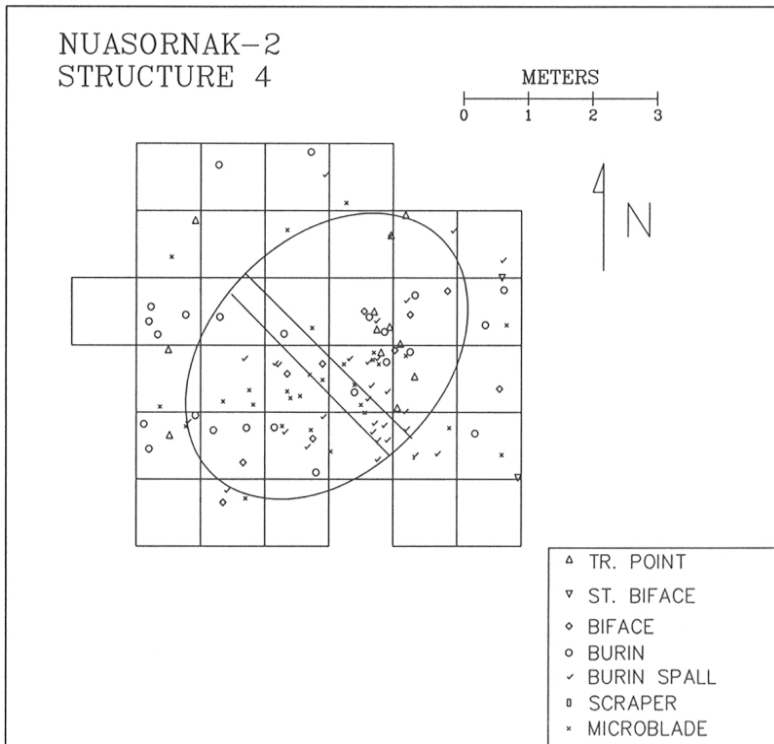 NUASORNAK-2
STRUCTURE 4
METERS
0 1 2 3
N
TR. POINT
ST. BIFACE
BIFACE
BURIN
BURIN SPALL
SCRAPER
MICROBLADE